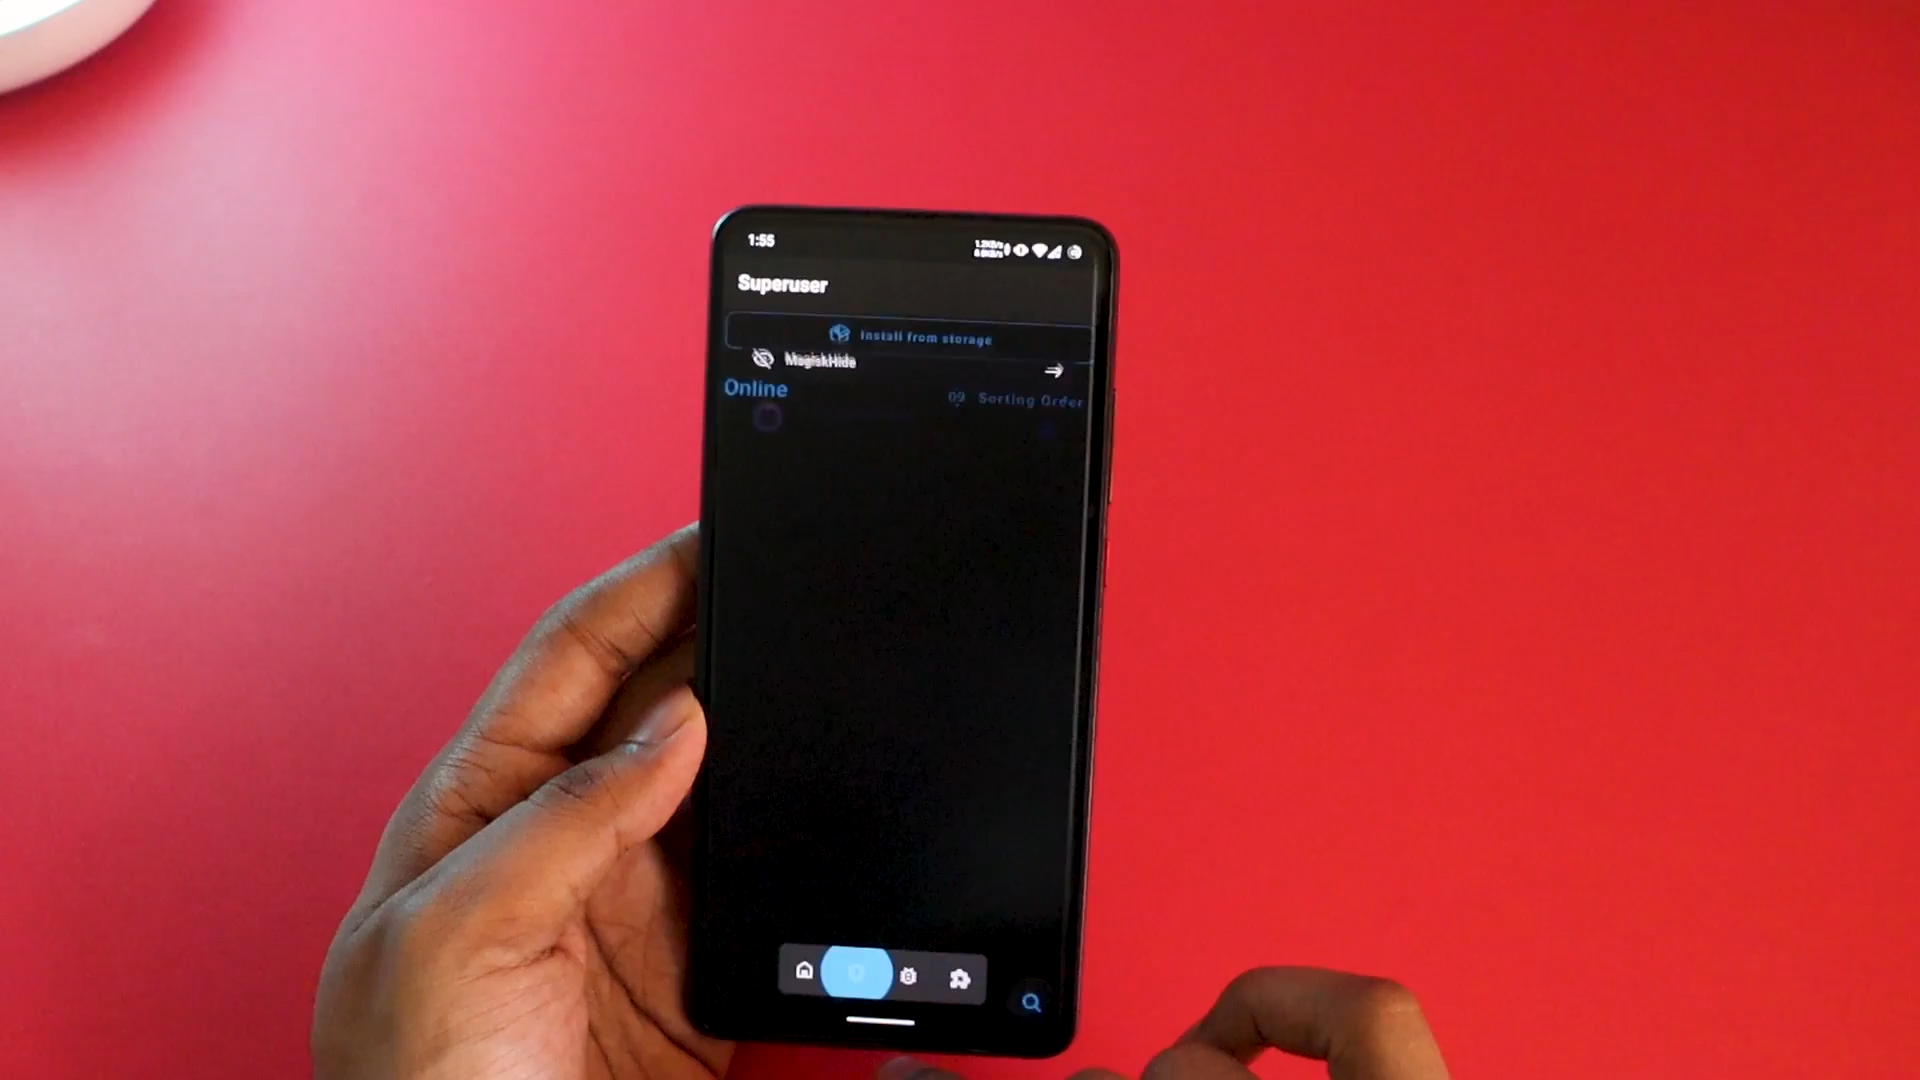 1:55
Superuser
Install from storage
MagiskHide
Online
Sorting Order